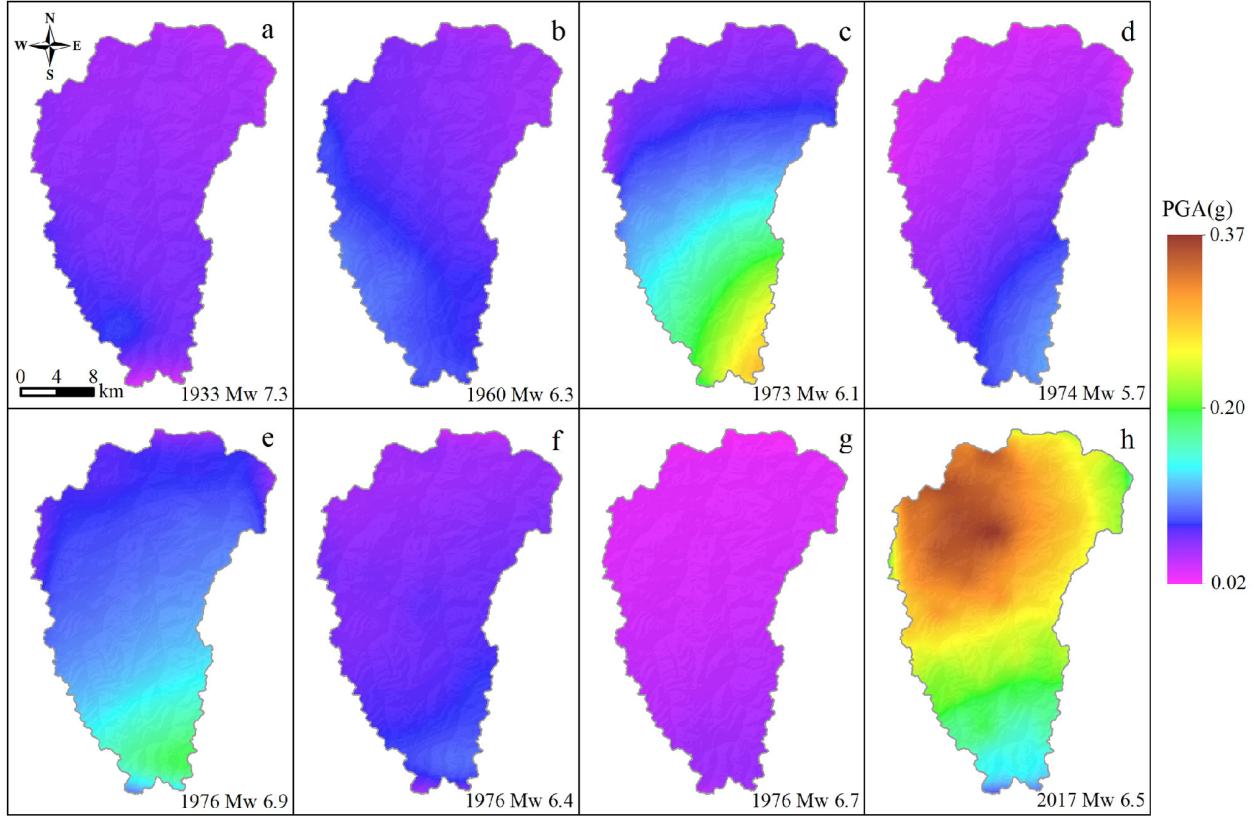 a
b
c
d
N
W E
S
0 4 8
km
1933 Mw 7.3
1960 Mw 6.3
1973 Mw 6.1
1974 Mw 5.7
PGA(g)
0.37
0.20
0.02
e
f
g
h
1976 Mw 6.9
1976 Mw 6.4
1976 Mw 6.7
2017 Mw 6.5